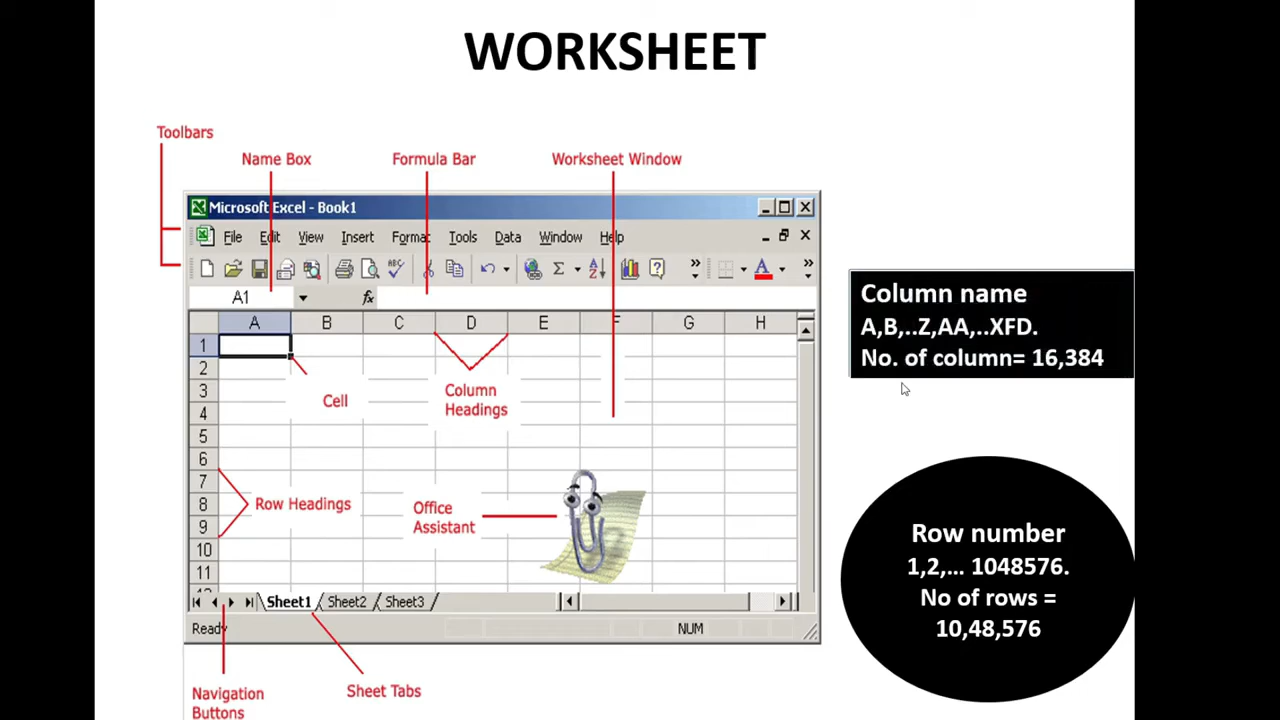 WORKSHEET
Toolbars
Name Box
Formula Bar
Worksheet Window
Microsoft Excel - Book1
File Edit View Insert Format Tools Data Window Help
A1
fx
A B C D E F G H
1
2
3
4
5
6
7
8
9
10
11
Cell
Column
Headings
Row Headings
Office
Assistant
Sheet1 Sheet2 Sheet3
Ready
NUM
Navigation
Buttons
Sheet Tabs
Column name
A,B,..Z,AA,..XFD.
No. of column= 16,384
Row number
1,2,... 1048576.
No of rows =
10,48,576